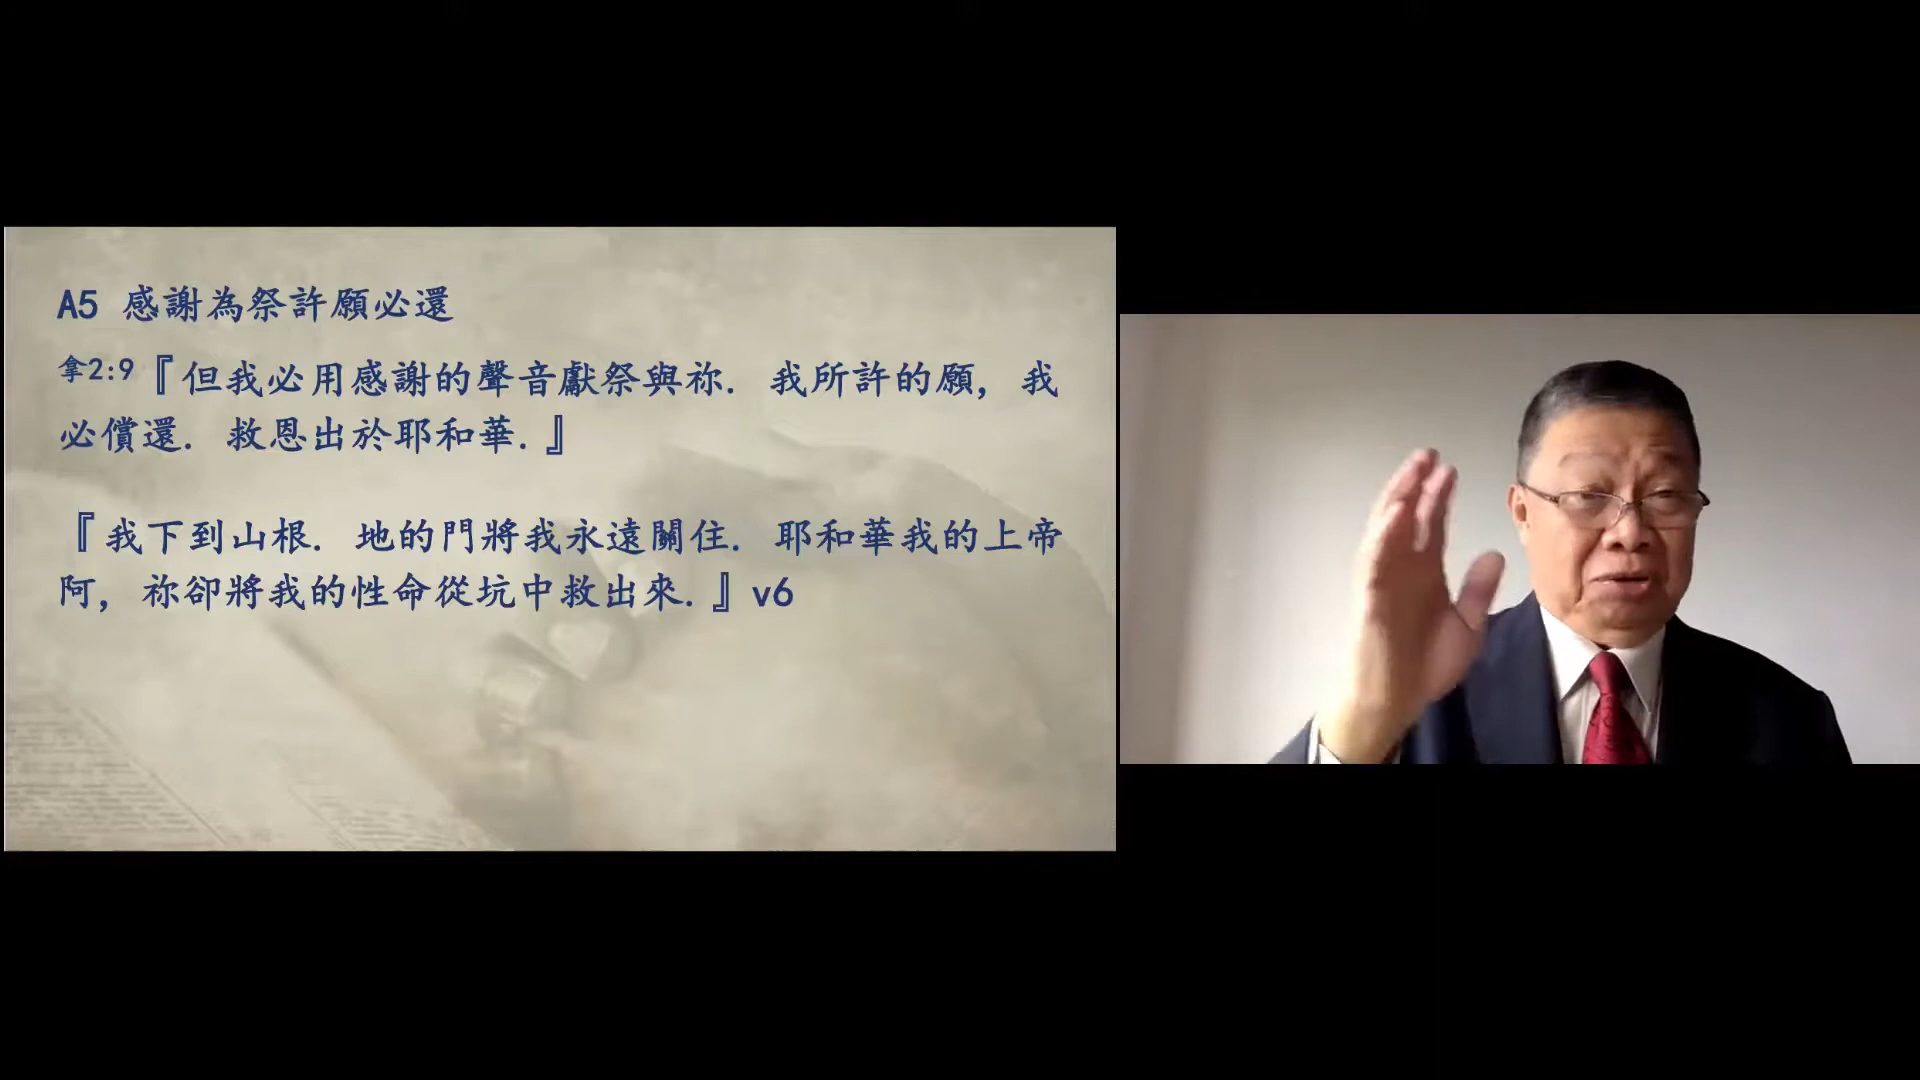 A5 感謝為祭許願必還
拿2:9『但我必用感謝的聲音獻祭與祢. 我所許的願, 我
必償還. 救恩出於耶和華.』
『我下到山根. 地的門將我永遠關住. 耶和華我的上帝
阿, 祢卻將我的性命從坑中救出來.』v6